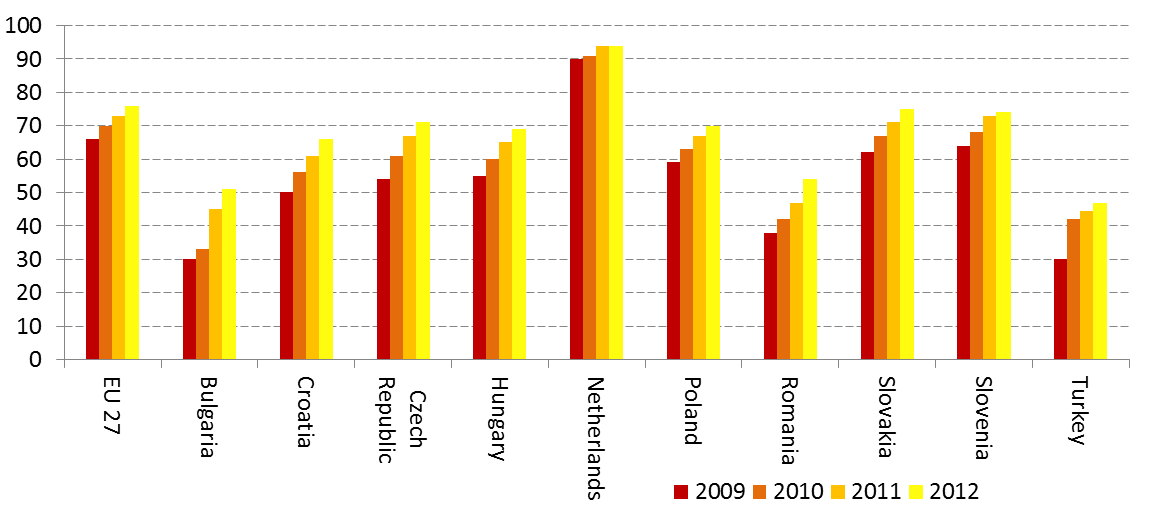 100
90
80
70
60
50
40
30
20
10
0
EU 27
Bulgaria
Croatia
Czech
Republic
Hungary
Netherlands
Poland
Romania
Slovakia
Slovenia
Turkey
2009 2010 2011 2012